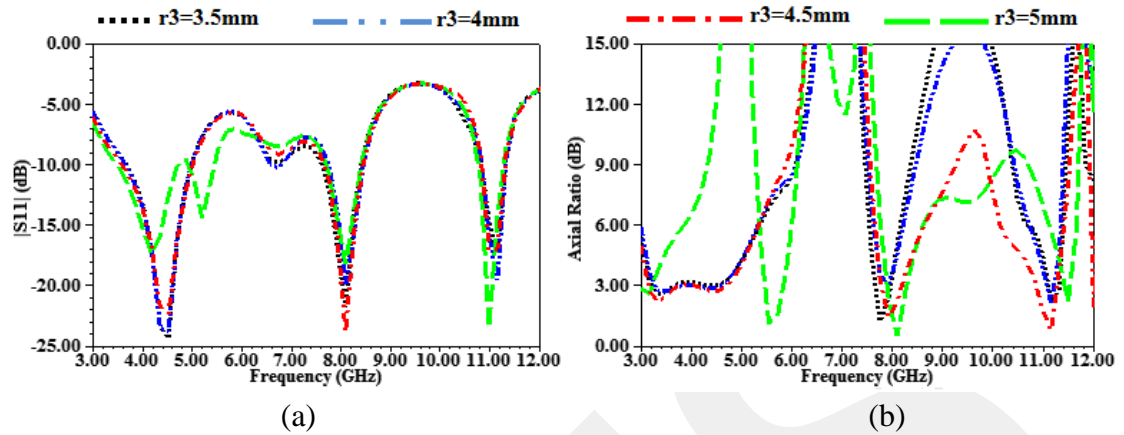 r3=3.5mm r3=4mm r3=4.5mm r3=5mm
0.00
-5.00
-10.00
-15.00
-20.00
-25.00
|S11| (dB)
3.00 4.00 5.00 6.00 7.00 8.00 9.00 10.00 11.00 12.00
Frequency (GHz)
(a)
15.00
12.00
9.00
6.00
3.00
0.00
Axial Ratio (dB)
3.00 4.00 5.00 6.00 7.00 8.00 9.00 10.00 11.00 12.00
Frequency (GHz)
(b)